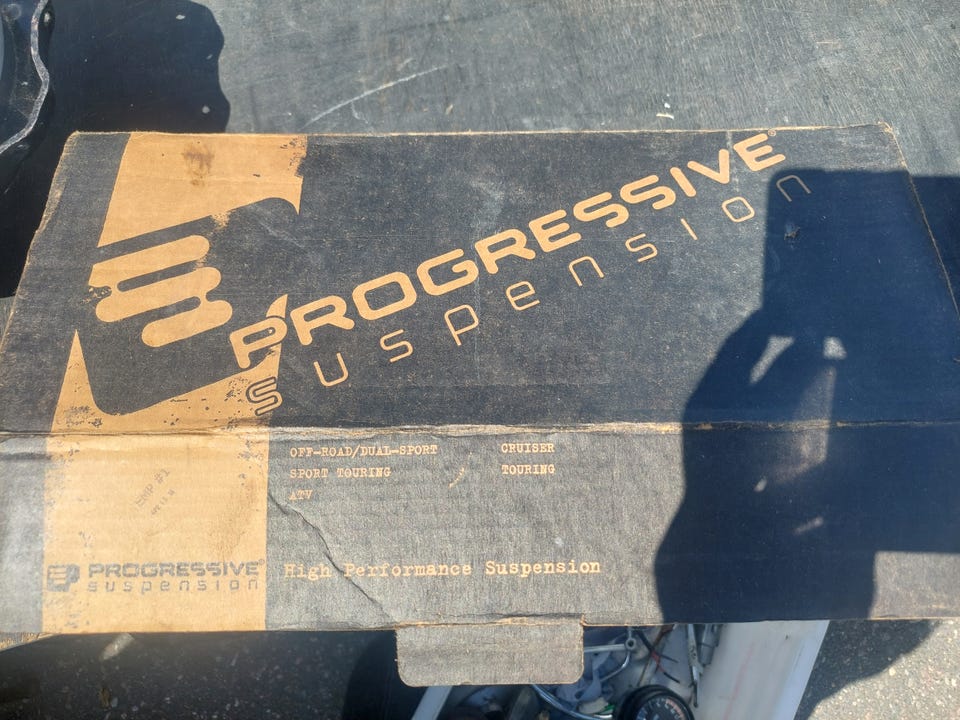 PROGRESSIVE®
suspension
OFF-ROAD/DUAL-SPORT
SPORT TOURING
ATV
CRUISER
TOURING
PROGRESSIVE®
suspension
High Performance Suspension